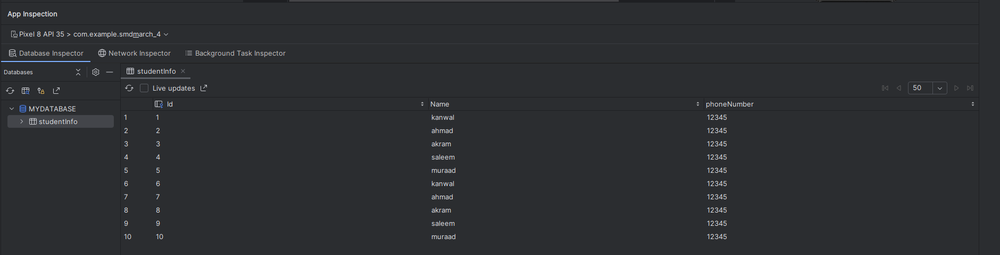 App Inspection
Pixel 8 API 35 > com.example.smdmarch_4
Database Inspector Network Inspector Background Task Inspector
Databases studentInfo
Live updates 50
Id Name phoneNumber
MYDATABASE
studentInfo
1 1 kanwal 12345
2 2 ahmad 12345
3 3 akram 12345
4 4 saleem 12345
5 5 muraad 12345
6 6 kanwal 12345
7 7 ahmad 12345
8 8 akram 12345
9 9 saleem 12345
10 10 muraad 12345